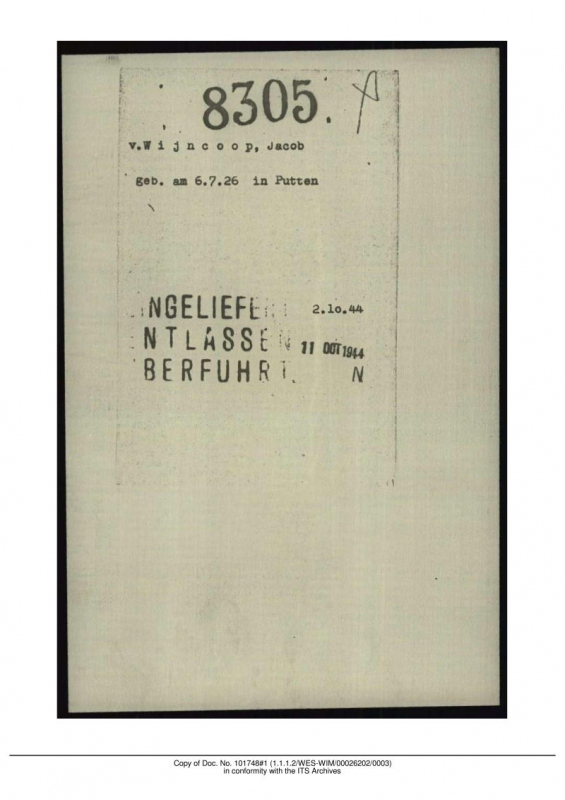 8305.
v.W i j n c o o p, Jacob
geb. am 6.7.26 in Putten
NGELIEFE 2.10.44
NTLASSEN 11 OCT 1944
BERFUHRT. N
Copy of Doc. No. 101748#1 (1.1.1.2/WES-WIM/00026202/0003)
in conformity with the ITS Archives